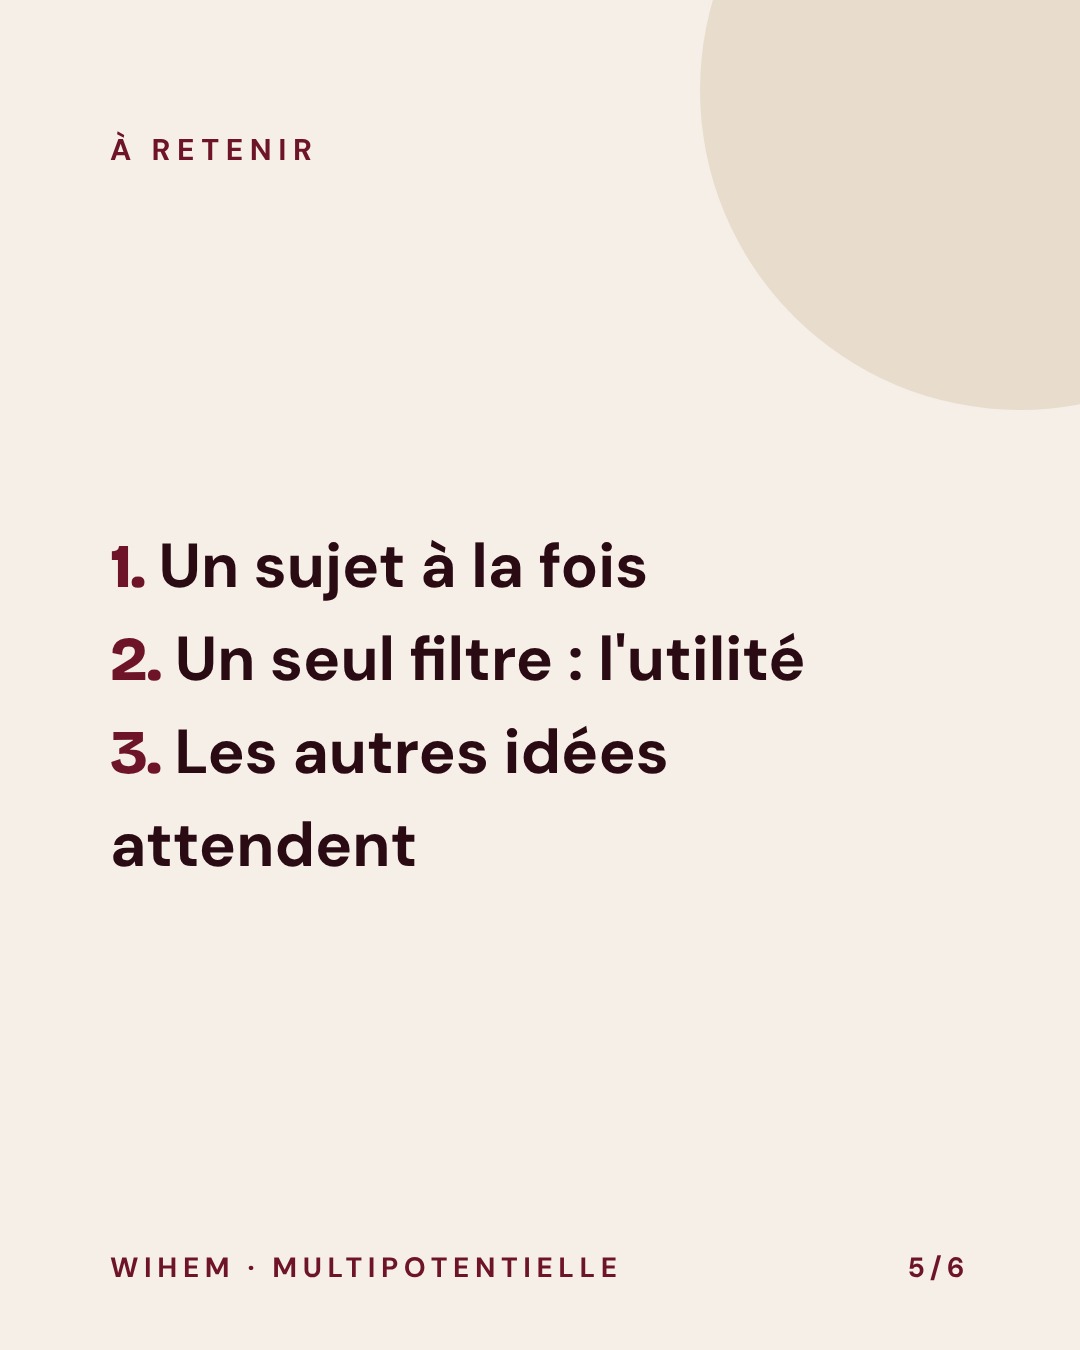 À RETENIR
1. Un sujet à la fois
2. Un seul filtre : l'utilité
3. Les autres idées
attendent
WIHEM · MULTIPOTENTIELLE
5/6